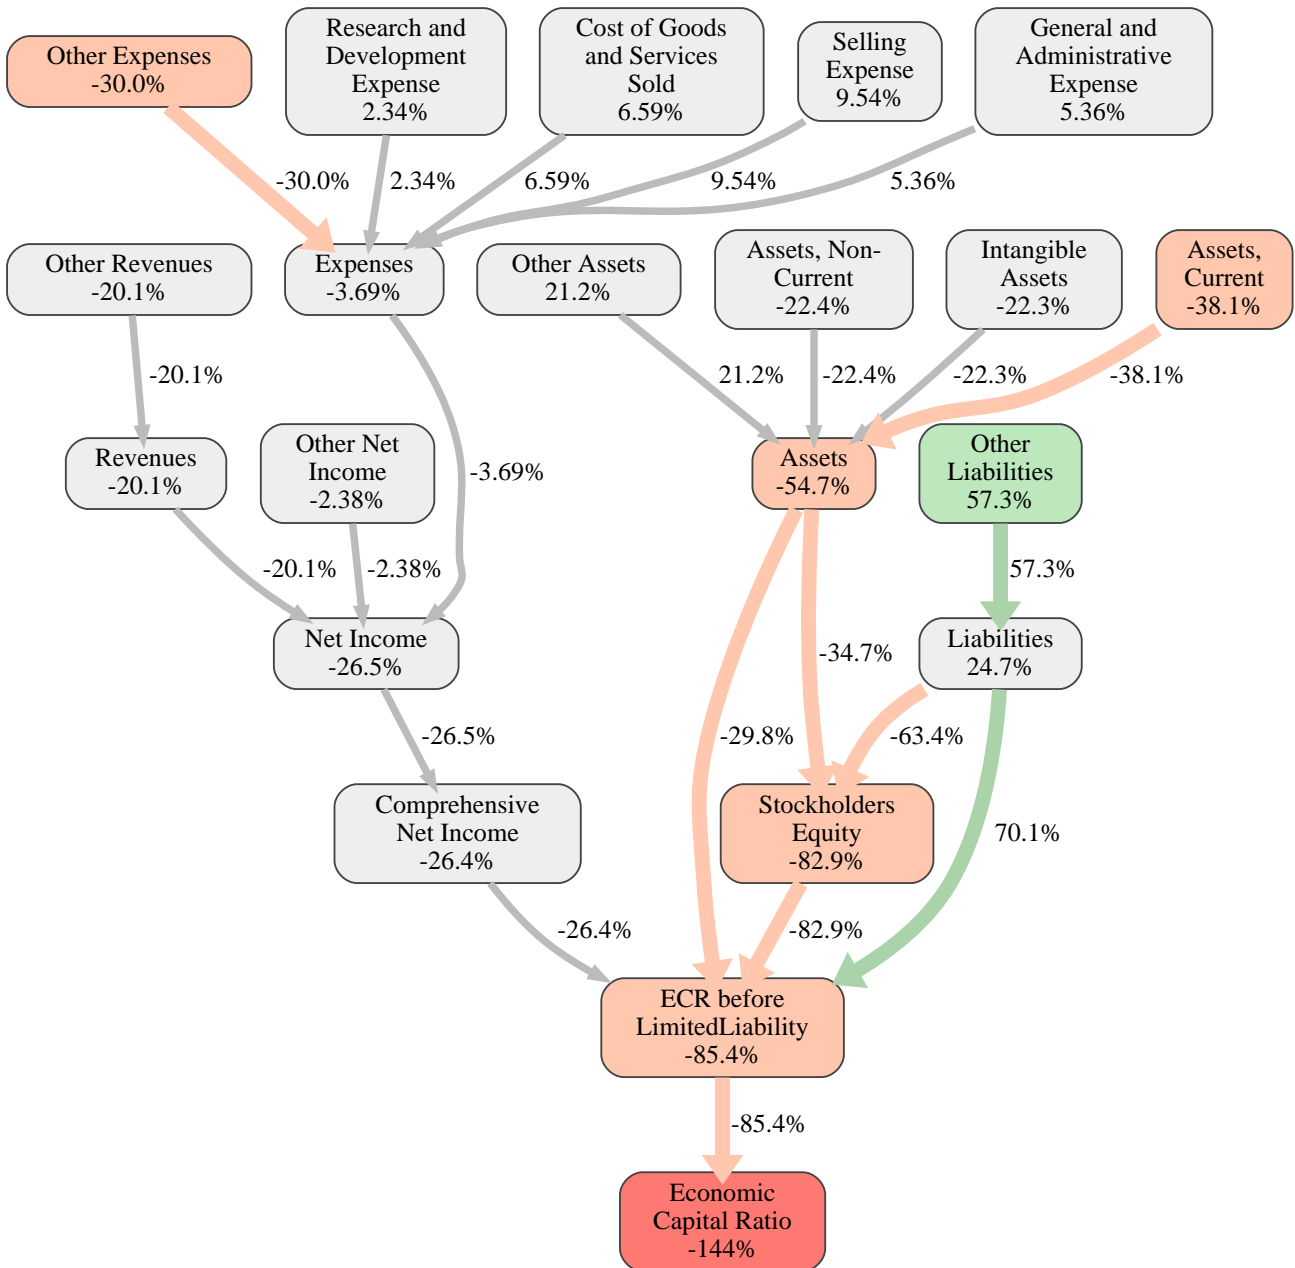 Other Expenses
-30.0%
Research and
Development
Expense
2.34%
Cost of Goods
and Services
Sold
6.59%
Selling
Expense
9.54%
General and
Administrative
Expense
5.36%
-30.0%
2.34%
6.59%
9.54%
5.36%
Other Revenues
-20.1%
Expenses
-3.69%
Other Assets
21.2%
Assets, Non-
Current
-22.4%
Intangible
Assets
-22.3%
Assets,
Current
-38.1%
-20.1%
21.2%
-22.4%
-22.3%
-38.1%
Revenues
-20.1%
Other Net
Income
-2.38%
-3.69%
Assets
-54.7%
Other
Liabilities
57.3%
-20.1%
-2.38%
57.3%
Net Income
-26.5%
-34.7%
Liabilities
24.7%
-26.5%
-29.8%
-63.4%
Comprehensive
Net Income
-26.4%
Stockholders
Equity
-82.9%
70.1%
-26.4%
-82.9%
ECR before
LimitedLiability
-85.4%
-85.4%
Economic
Capital Ratio
-144%